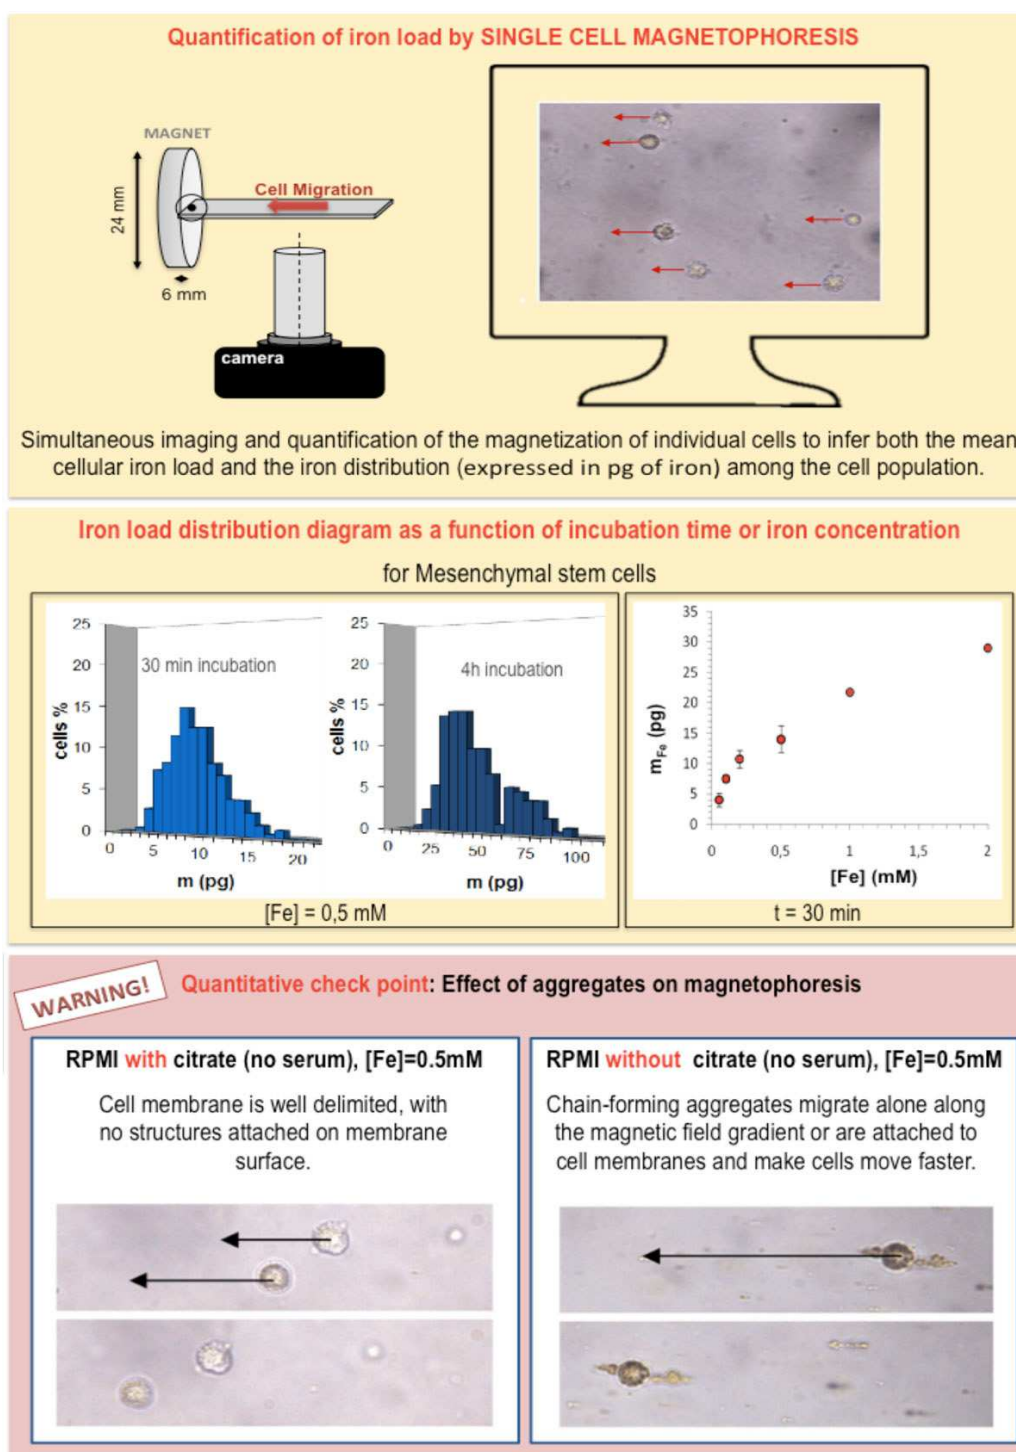 Quantification of iron load by SINGLE CELL MAGNETOPHORESIS
MAGNET
24 mm
6 mm
Cell Migration
camera
Simultaneous imaging and quantification of the magnetization of individual cells to infer both the mean
cellular iron load and the iron distribution (expressed in pg of iron) among the cell population.
Iron load distribution diagram as a function of incubation time or iron concentration
for Mesenchymal stem cells
25
20
15
10
5
0
cells %
30 min incubation
0 5 10 15 20
m (pg)
25
20
15
10
5
0
cells %
4h incubation
0 25 50 75 100
m (pg)
[Fe] = 0,5 mM
35
30
25
20
15
10
5
0
mFe (pg)
0 0,5 1 1,5 2
[Fe] (mM)
t = 30 min
WARNING!
Quantitative check point: Effect of aggregates on magnetophoresis
RPMI with citrate (no serum), [Fe]=0.5mM
Cell membrane is well delimited, with
no structures attached on membrane
surface.
RPMI without citrate (no serum), [Fe]=0.5mM
Chain-forming aggregates migrate alone along
the magnetic field gradient or are attached to
cell membranes and make cells move faster.